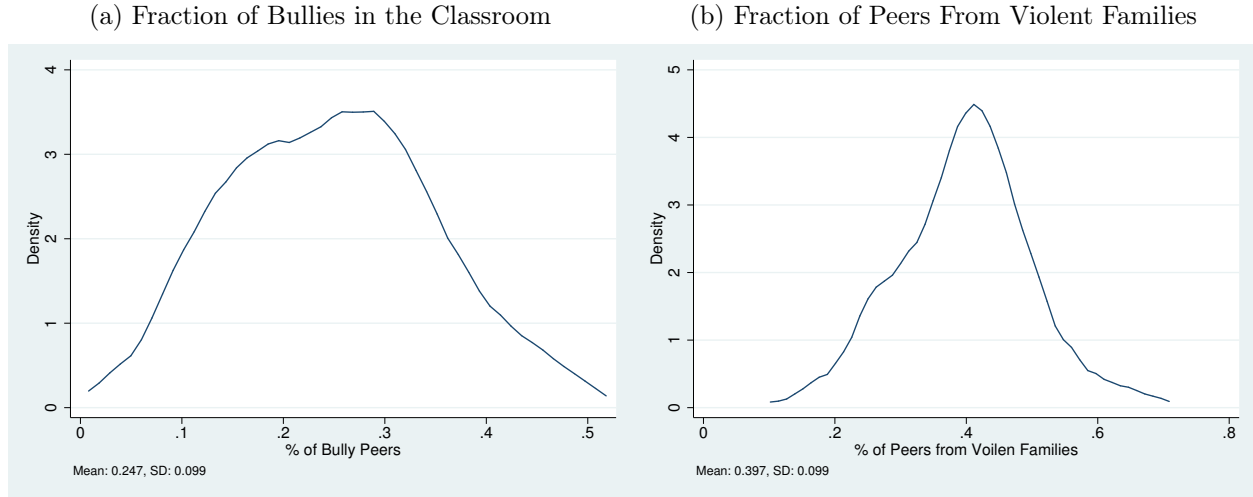 (a) Fraction of Bullies in the Classroom
4
3
2
1
0
Density
0 .1 .2 .3 .4 .5
% of Bully Peers
Mean: 0.247, SD: 0.099
(b) Fraction of Peers From Violent Families
5
4
3
2
1
0
Density
0 .2 .4 .6 .8
% of Peers from Voilen Families
Mean: 0.397, SD: 0.099